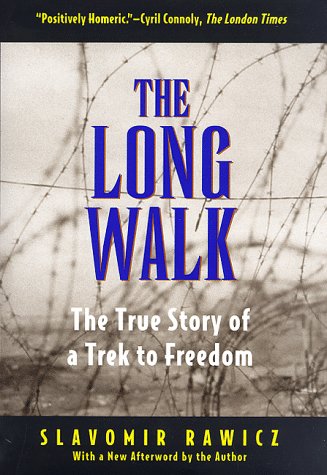 "Positively Homeric."–Cyril Connoly, The London Times
THE
LONG
WALK
The True Story of
a Trek to Freedom
SLAVOMIR RAWICZ
With a New Afterword by the Author